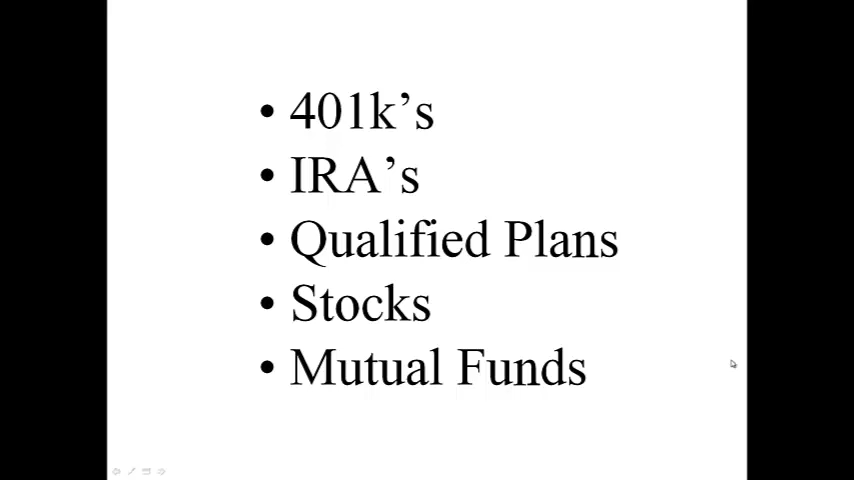 • 401k’s
• IRA’s
• Qualified Plans
• Stocks
• Mutual Funds